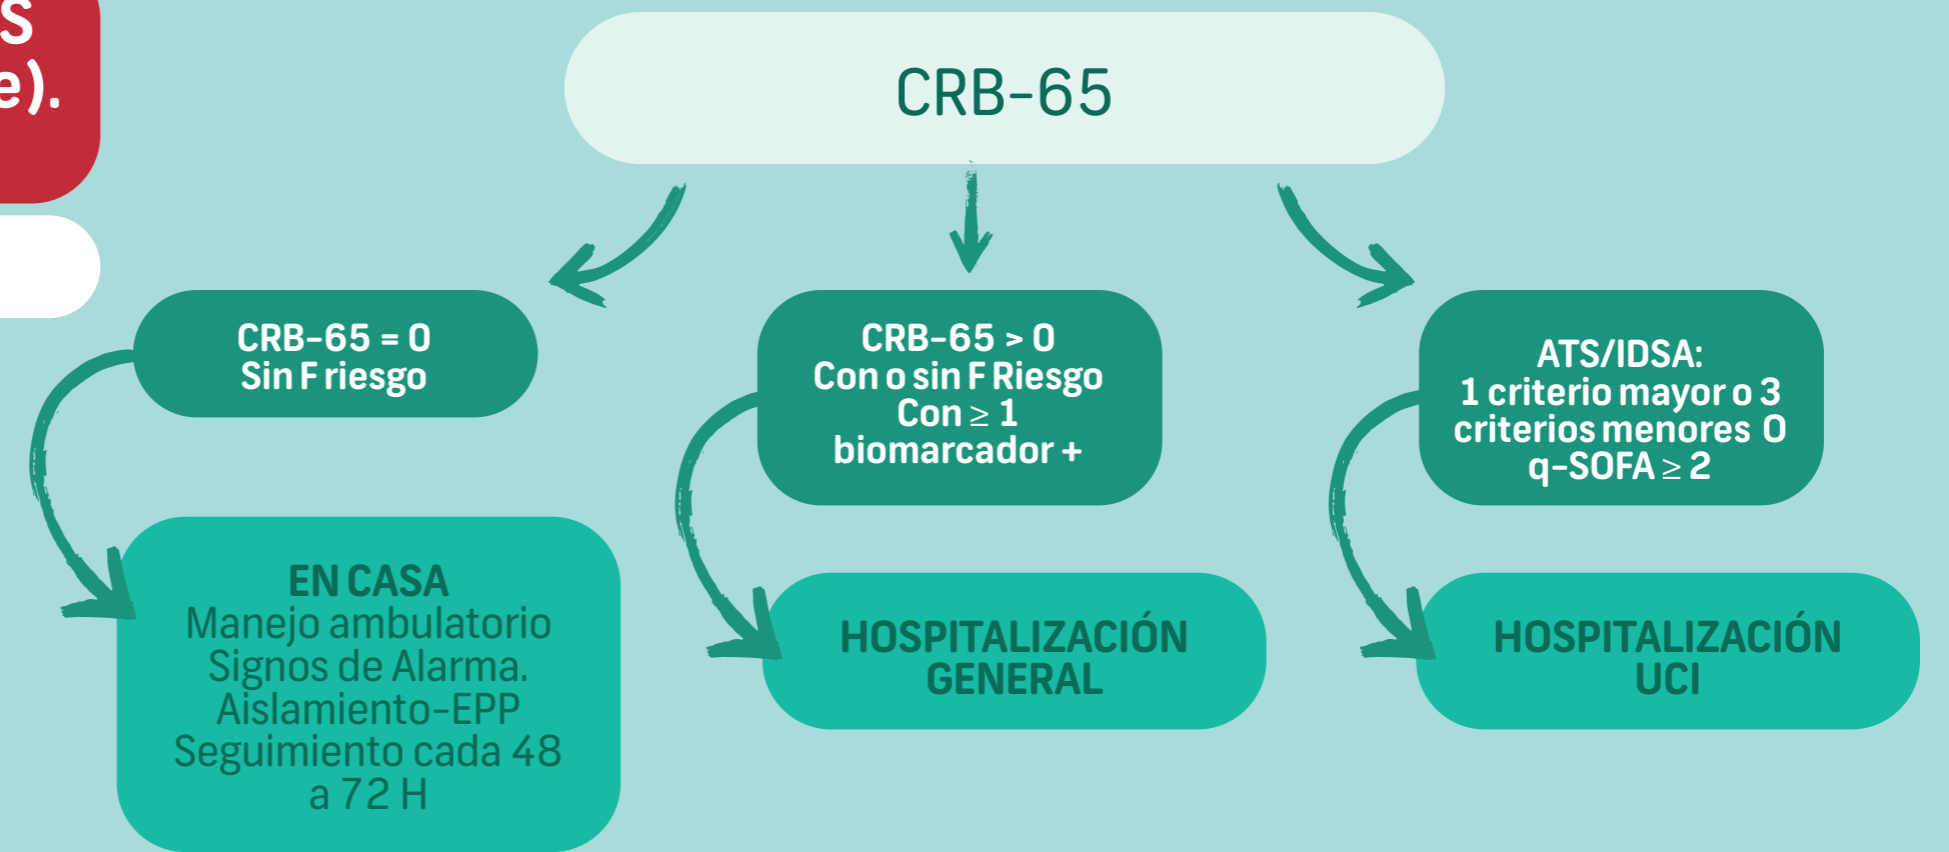 S
e).
CRB-65
CRB-65 = 0
Sin F riesgo
CRB-65 > 0
Con o sin F Riesgo
Con ≥ 1
biomarcador +
ATS/IDSA:
1 criterio mayor o 3
criterios menores O
q-SOFA ≥ 2
EN CASA
Manejo ambulatorio
Signos de Alarma.
Aislamiento-EPP
Seguimiento cada 48
a 72 H
HOSPITALIZACIÓN
GENERAL
HOSPITALIZACIÓN
UCI